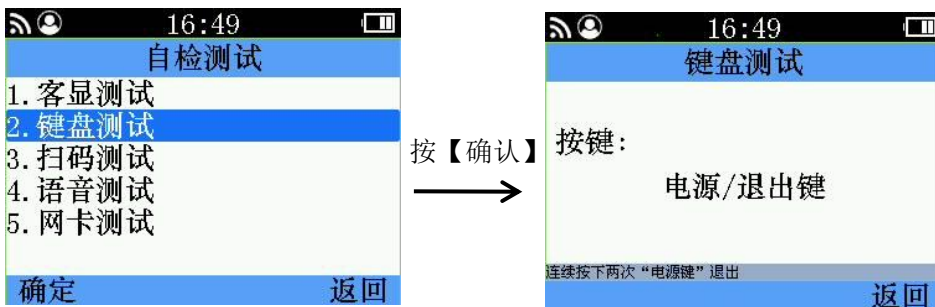 16:49
自检测试
1.客显测试
2.键盘测试
3.扫码测试
4.语音测试
5.网卡测试
确定 返回
按【确认】
16:49
键盘测试
按键:
电源/退出键
连续按下两次“电源键”退出
返回